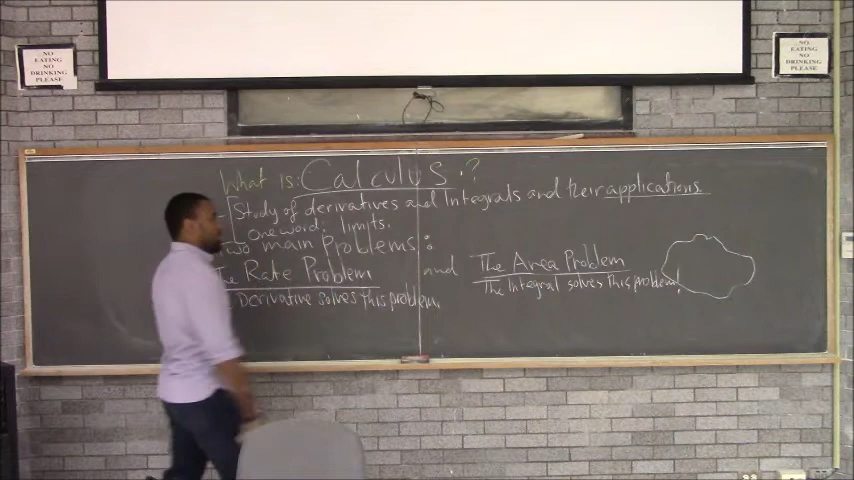 NO
EATING
NO
DRINKING
PLEASE
NO
EATING
NO
DRINKING
PLEASE
What is: Calculus.?
Study of derivatives and Integrals and their applications
One word: limits.
Two main Problems:
The Rate Problem and The Area Problem
Derivative solves this problem. The Integral solves this problem!